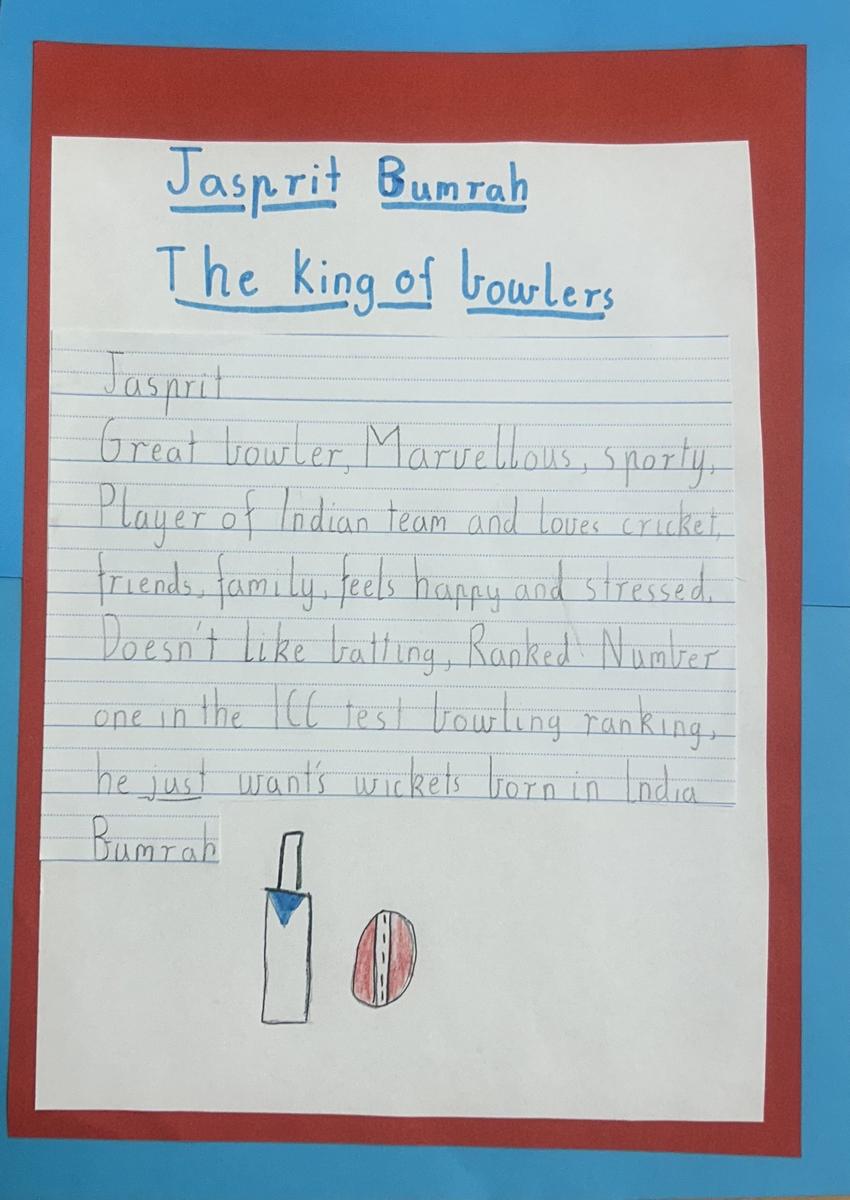 Jasprit Bumrah
The king of bowlers
Jasprit
Great bowler, Marvellous, sporty,
Player of Indian team and loves cricket,
friends, family, feels happy and stressed.
Doesn't like batting, Ranked Number
one in the ICC test bowling ranking,
he just want's wickets born in India
Bumrah